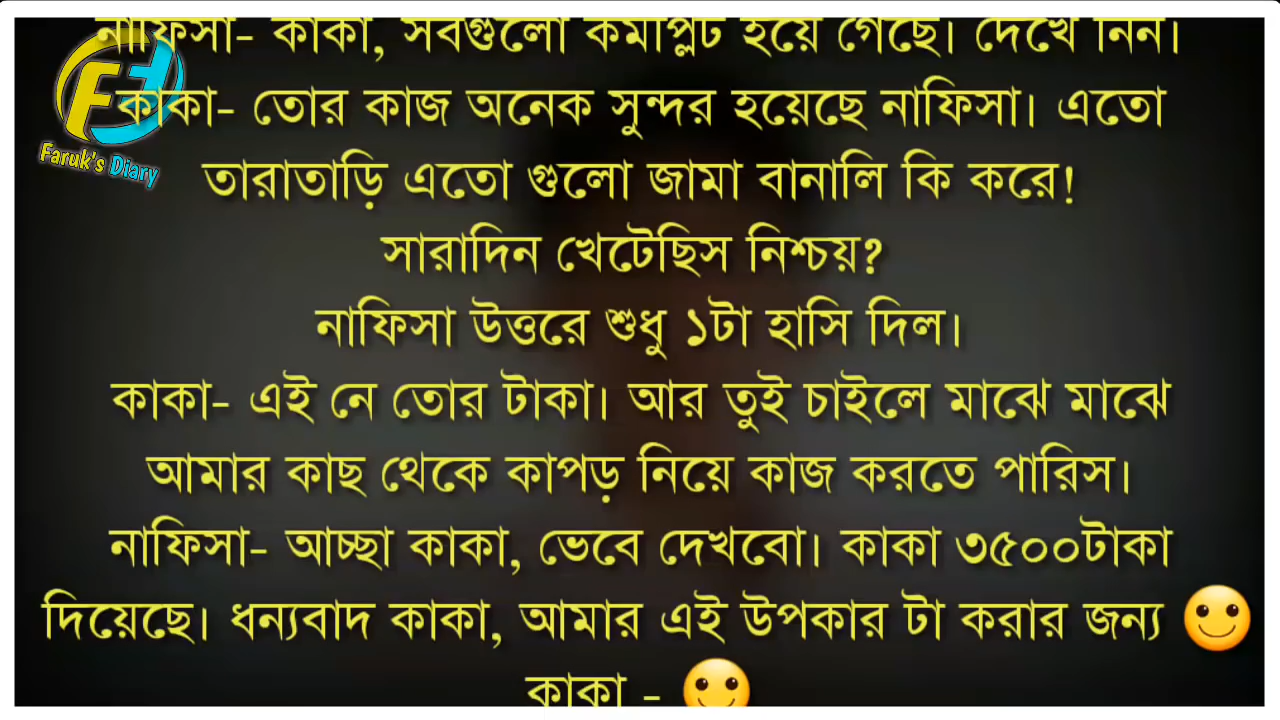 নাফিসা- কাকা, সবগুলো কমপ্লিট হয়ে গেছে। দেখে নিন।
কাকা- তোর কাজ অনেক সুন্দর হয়েছে নাফিসা। এতো
তারাতাড়ি এতো গুলো জামা বানালি কি করে!
সারাদিন খেটেছিস নিশ্চয়?
নাফিসা উত্তরে শুধু ১টা হাসি দিল।
কাকা- এই নে তোর টাকা। আর তুই চাইলে মাঝে মাঝে
আমার কাছ থেকে কাপড় নিয়ে কাজ করতে পারিস।
নাফিসা- আচ্ছা কাকা, ভেবে দেখবো। কাকা ৩৫০০টাকা
দিয়েছে। ধন্যবাদ কাকা, আমার এই উপকার টা করার জন্য 🙂
কাকা - 🙂
FF
Faruk's Diary